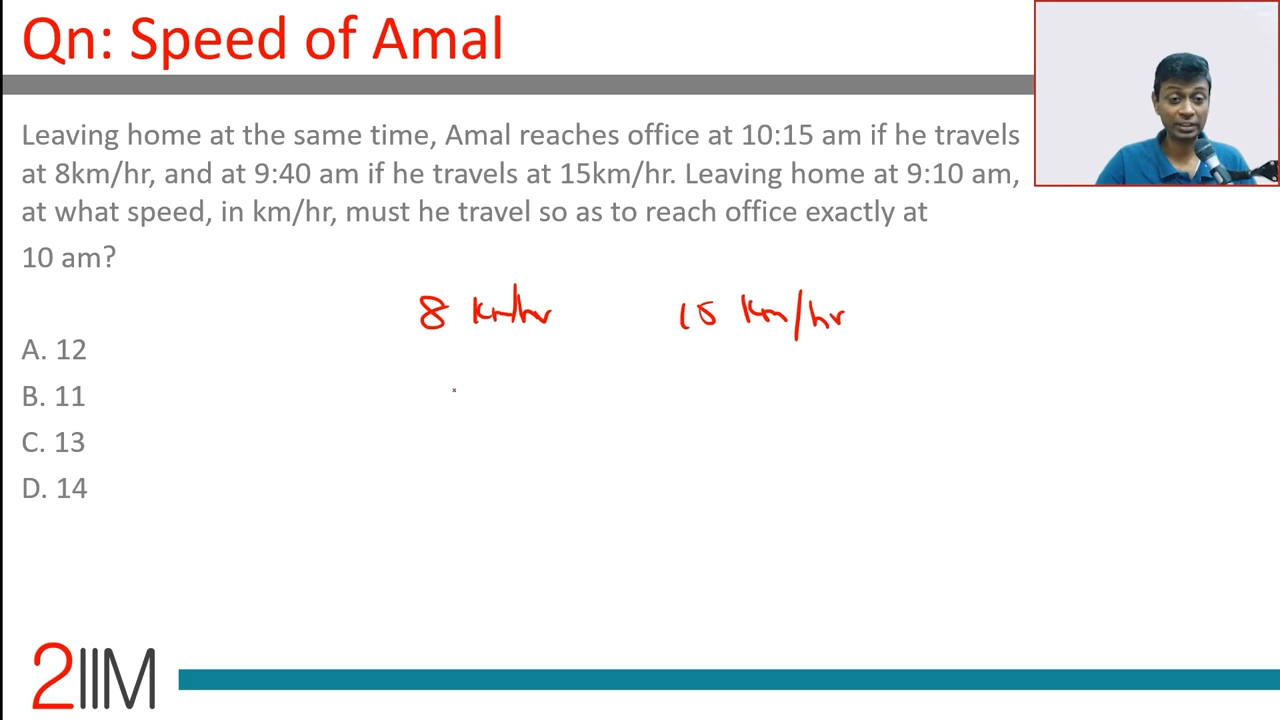 Qn: Speed of Amal
Leaving home at the same time, Amal reaches office at 10:15 am if he travels
at 8km/hr, and at 9:40 am if he travels at 15km/hr. Leaving home at 9:10 am,
at what speed, in km/hr, must he travel so as to reach office exactly at
10 am?
8 km/hr 15 km/hr
A. 12
B. 11
C. 13
D. 14
2IIM